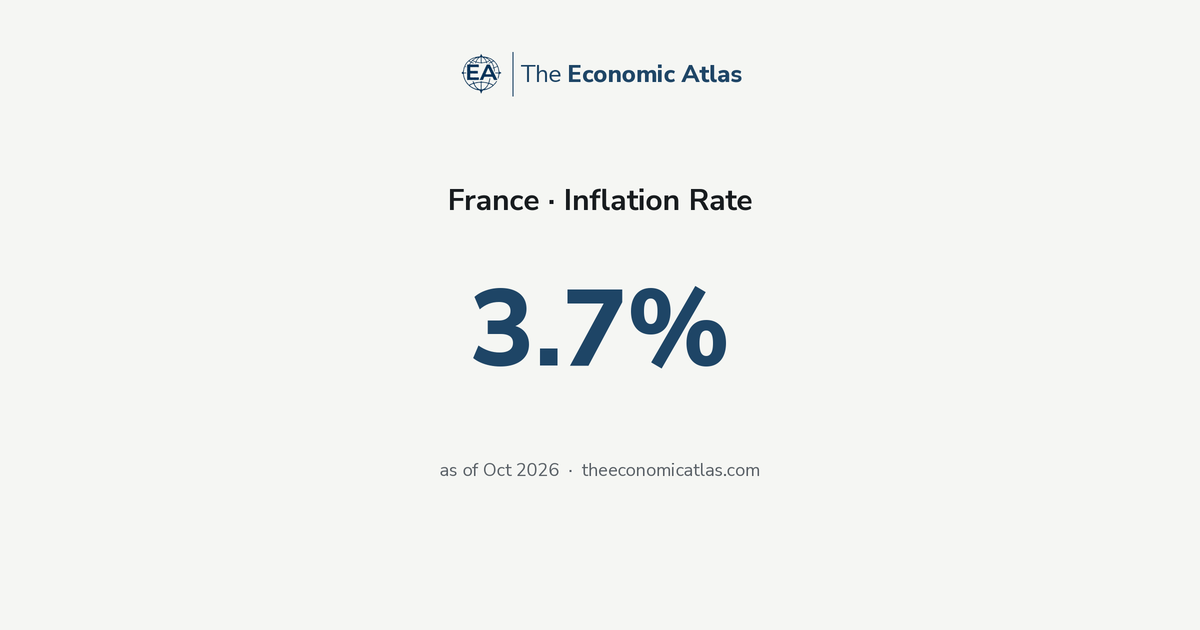 EA The Economic Atlas
France · Inflation Rate
3.7%
as of Oct 2026 · theeconomicatlas.com